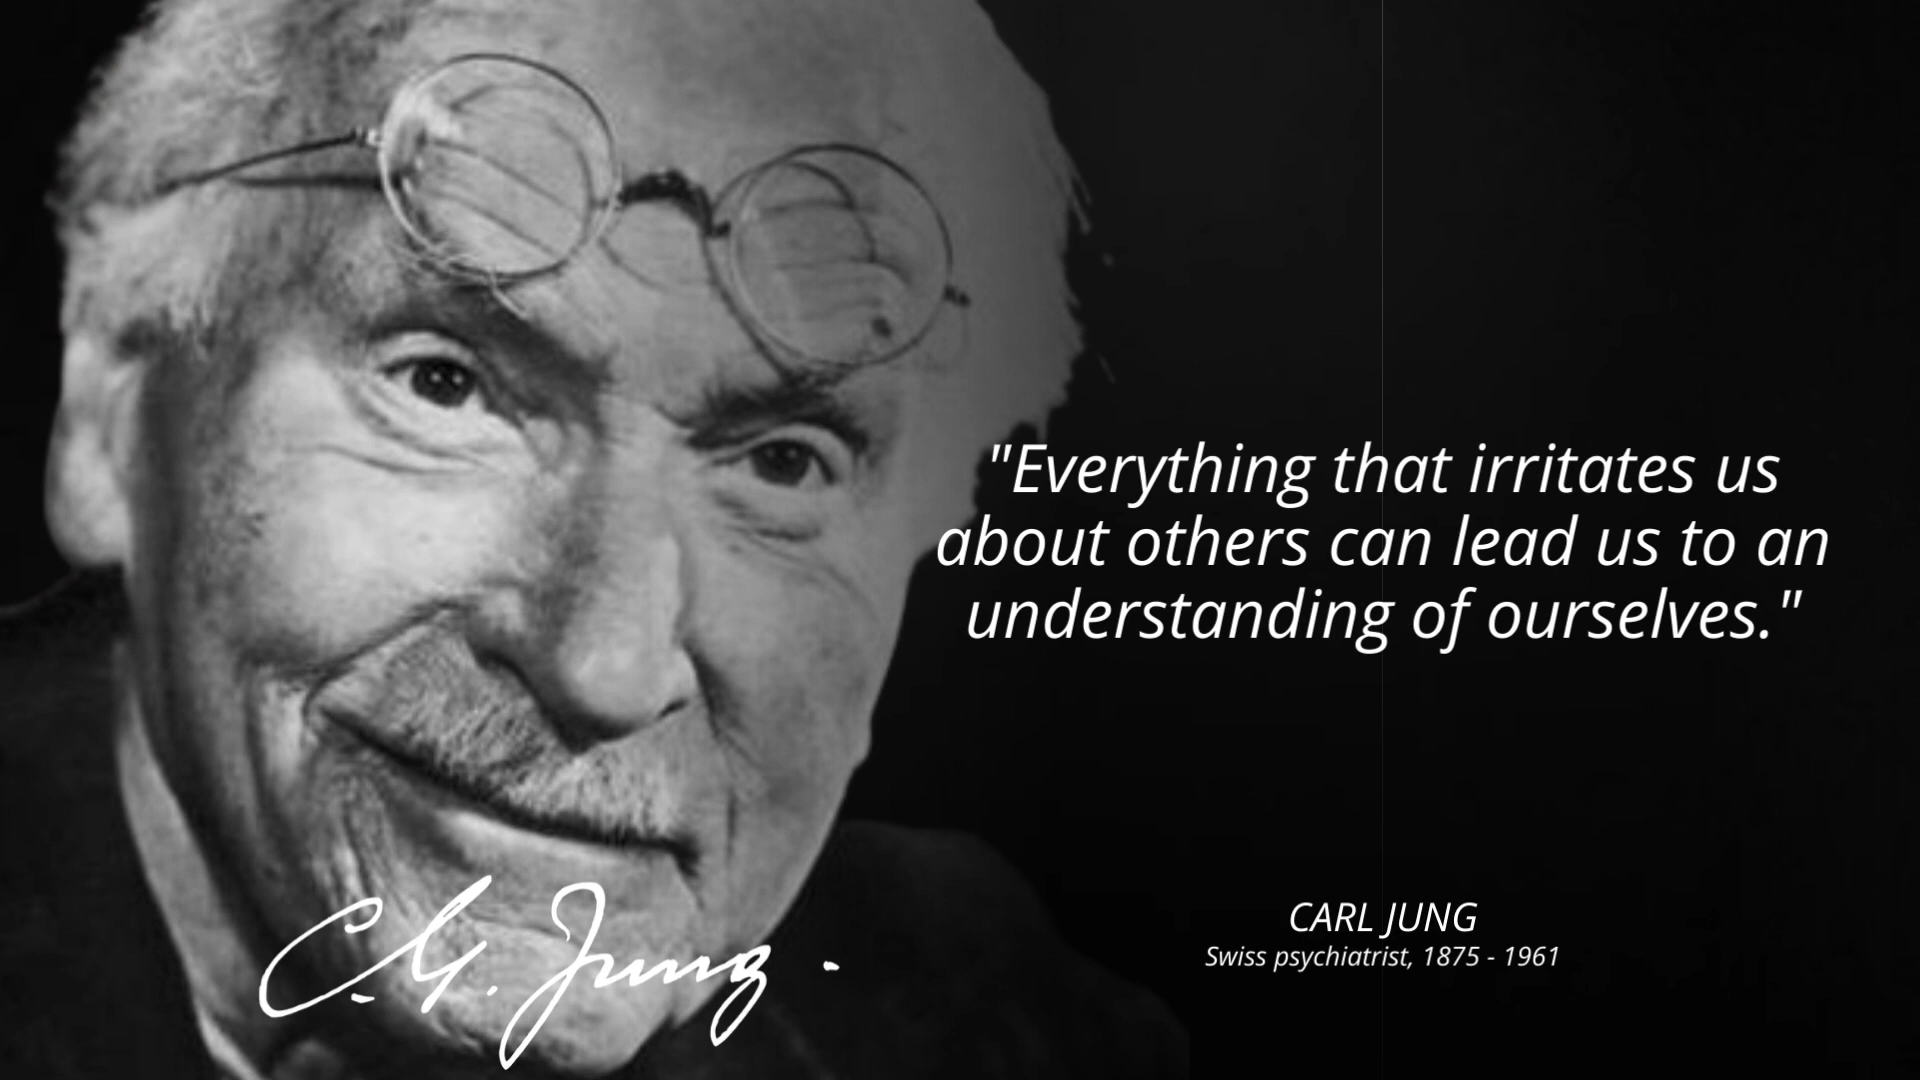 "Everything that irritates us
about others can lead us to an
understanding of ourselves."
CARL JUNG
Swiss psychiatrist, 1875 - 1961
C. G. Jung.